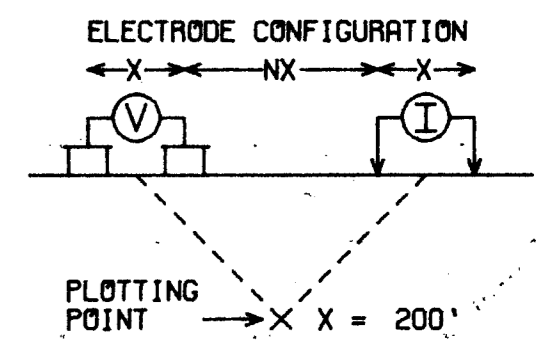 ELECTRODE CONFIGURATION
X NX X
V I
PLOTTING
POINT X = 200'